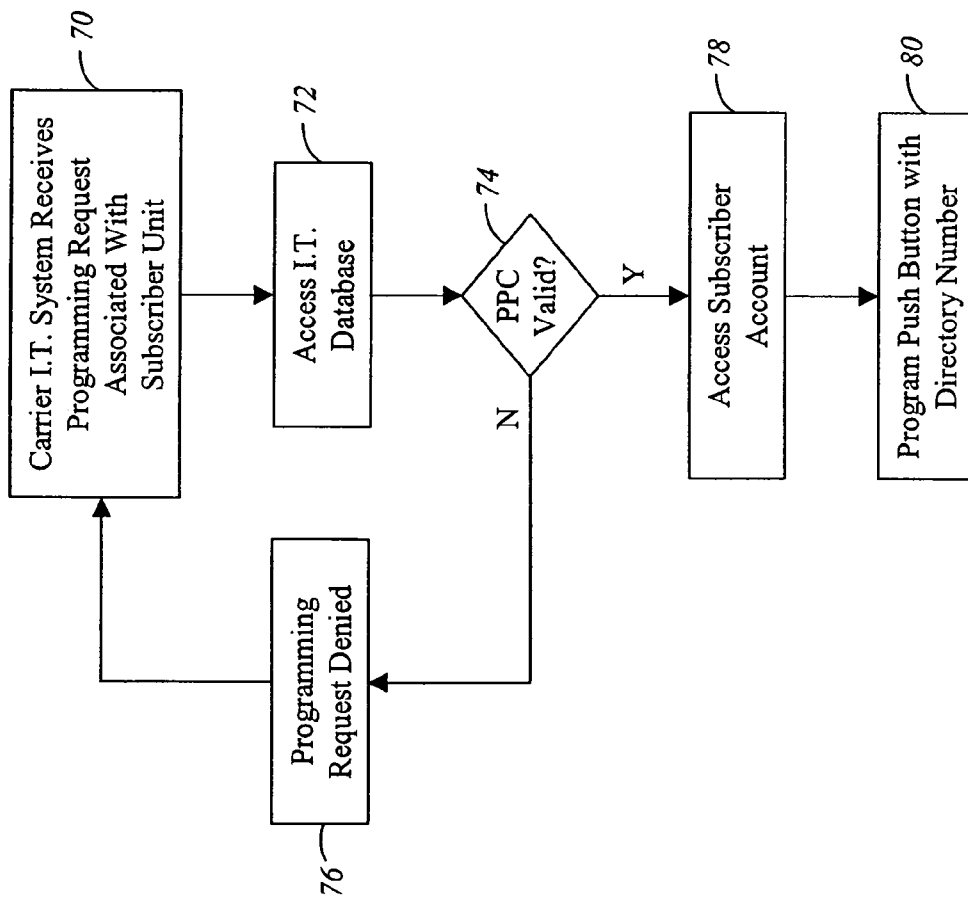 70
Carrier I.T. System Receives
Programming Request
Associated With
Subscriber Unit
72
Access I.T.
Database
74
PPC
Valid?
N
Y
76
Programming
Request Denied
78
Access Subscriber
Account
80
Program Push Button with
Directory Number